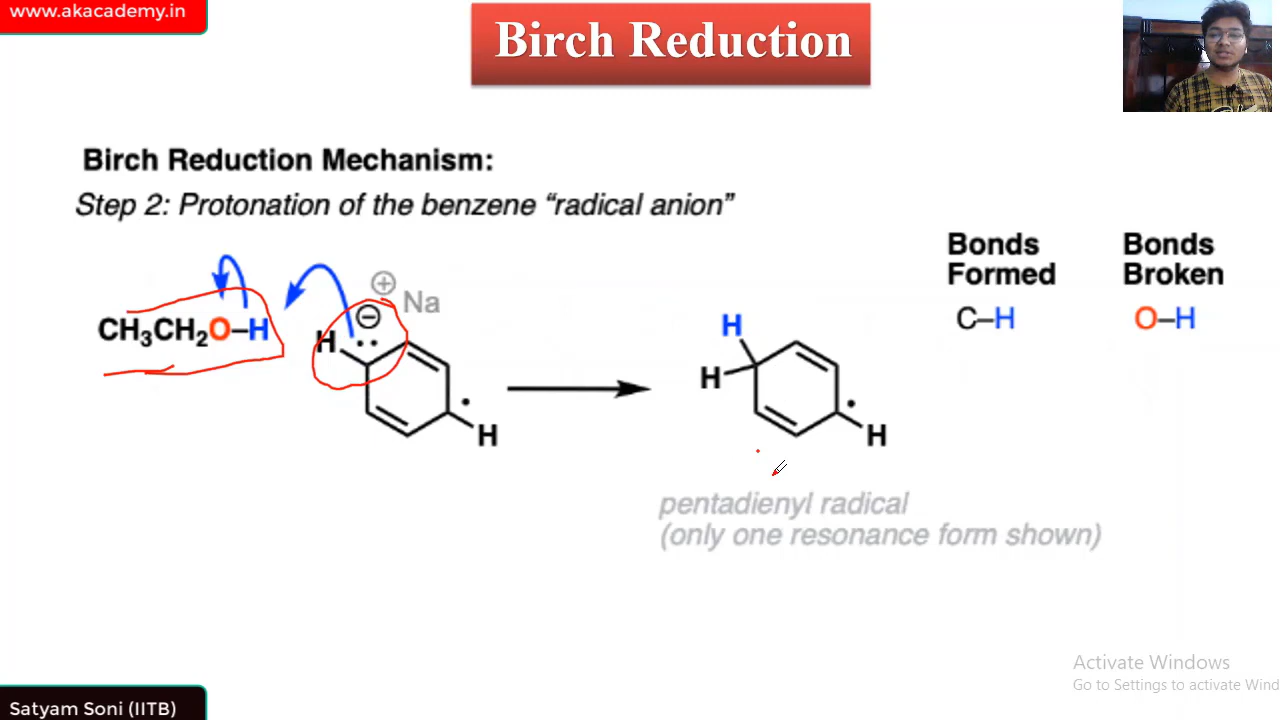 www.akacademy.in
Birch Reduction
Birch Reduction Mechanism:
Step 2: Protonation of the benzene “radical anion”
Bonds Formed
Bonds Broken
C–H
O–H
⊕
Na
⊖
CH₃CH₂O–H
H
H
H
H
H
pentadienyl radical
(only one resonance form shown)
Activate Windows
Go to Settings to activate Wind
Satyam Soni (IITB)